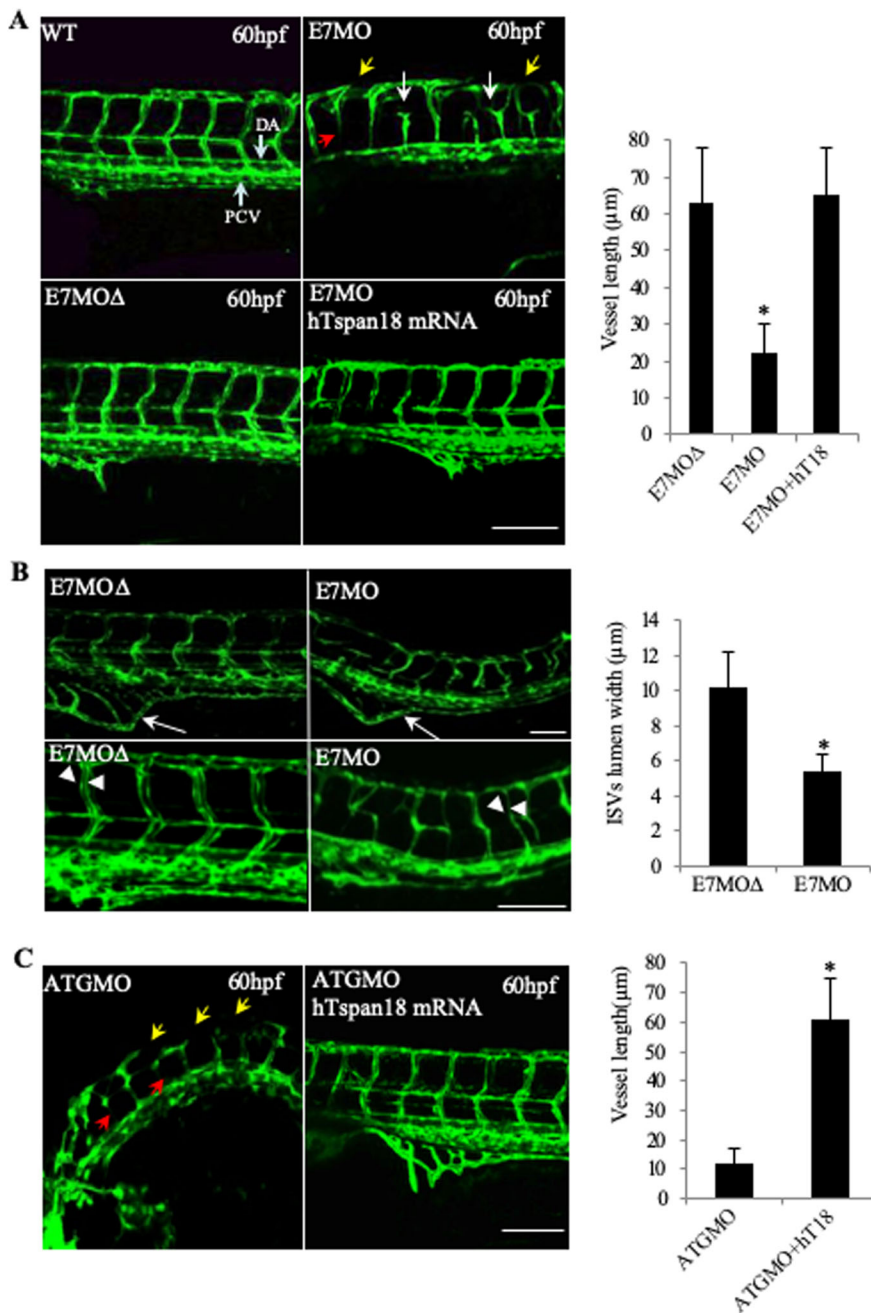 A
WT 60hpf
DA
PCV
E7MO 60hpf
E7MOΔ 60hpf
E7MO 60hpf
hTspan18 mRNA
Vessel length (µm)
80
70
60
50
40
30
20
10
0
*
E7MOΔ
E7MO
E7MO+hT18
B
E7MOΔ
E7MO
E7MOΔ
E7MO
ISVs lumen width (µm)
14
12
10
8
6
4
2
0
*
E7MOΔ
E7MO
C
ATGMO 60hpf
ATGMO 60hpf
hTspan18 mRNA
Vessel length(µm)
80
70
60
50
40
30
20
10
0
*
ATGMO
ATGMO+hT18